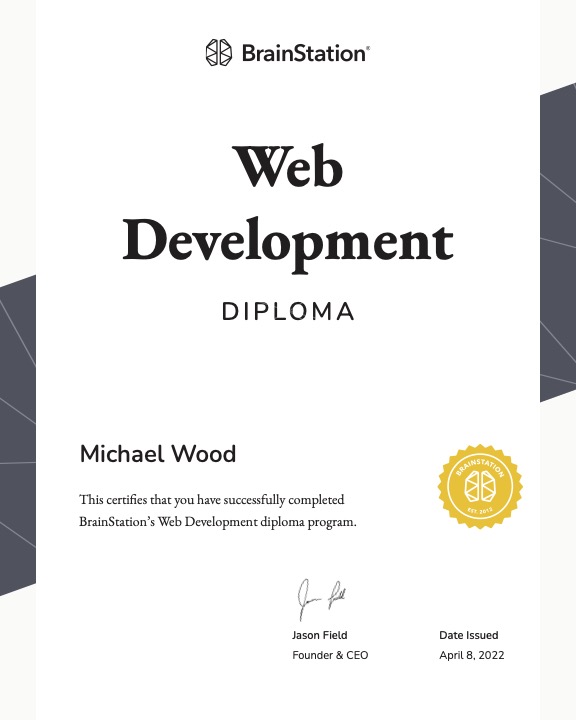 BrainStation®
Web
Development
DIPLOMA
Michael Wood
This certifies that you have successfully completed
BrainStation’s Web Development diploma program.
BRAINSTATION
EST. 2012
Jason Field
Founder & CEO
Date Issued
April 8, 2022